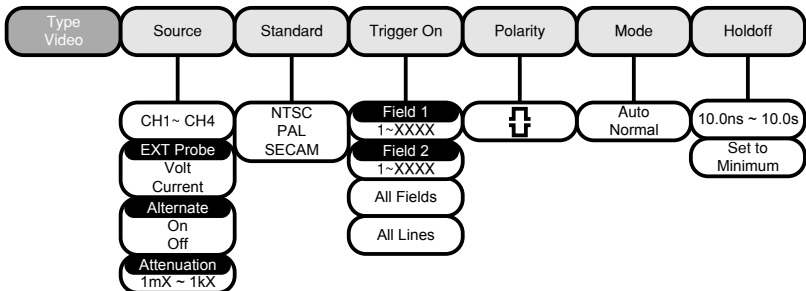 Type
Video
Source
Standard
Trigger On
Polarity
Mode
Holdoff
CH1~ CH4
EXT Probe
Volt
Current
Alternate
On
Off
Attenuation
1mX ~ 1kX
NTSC
PAL
SECAM
Field 1
1~XXXX
Field 2
1~XXXX
All Fields
All Lines
Auto
Normal
10.0ns ~ 10.0s
Set to
Minimum